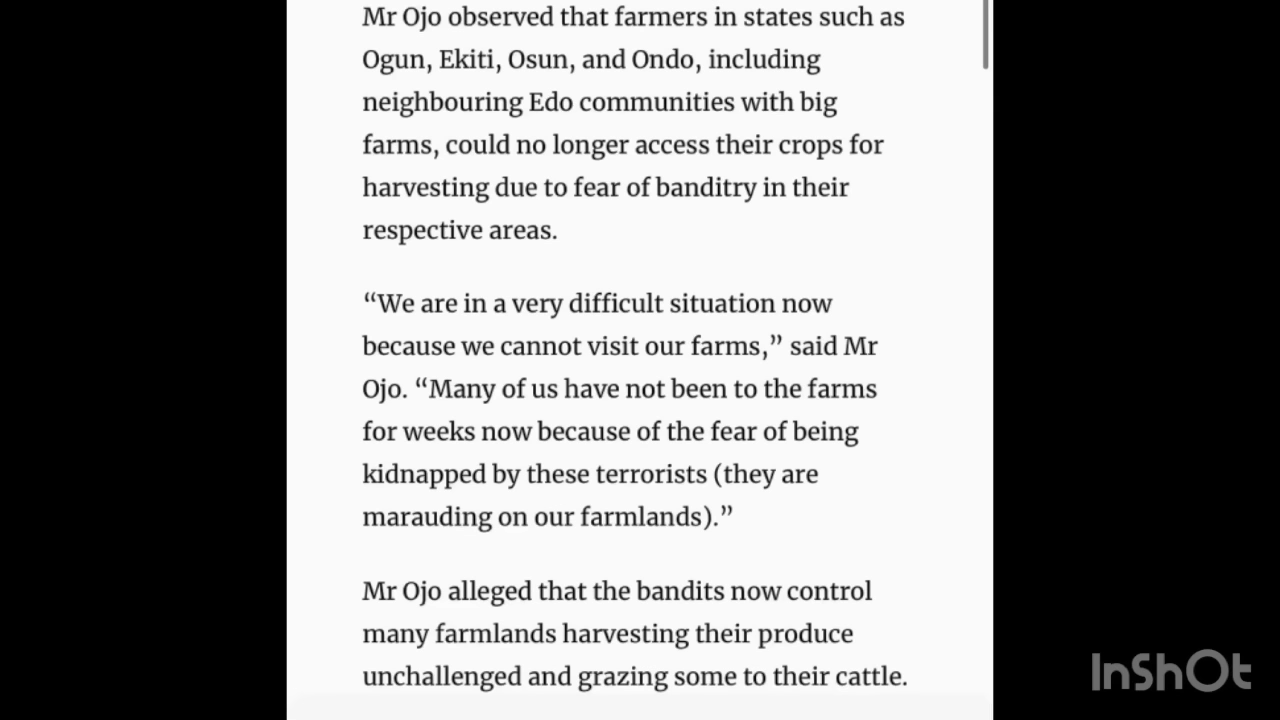 Mr Ojo observed that farmers in states such as
Ogun, Ekiti, Osun, and Ondo, including
neighbouring Edo communities with big
farms, could no longer access their crops for
harvesting due to fear of banditry in their
respective areas.
“We are in a very difficult situation now
because we cannot visit our farms,” said Mr
Ojo. “Many of us have not been to the farms
for weeks now because of the fear of being
kidnapped by these terrorists (they are
marauding on our farmlands).”
Mr Ojo alleged that the bandits now control
many farmlands harvesting their produce
unchallenged and grazing some to their cattle.
InShOt